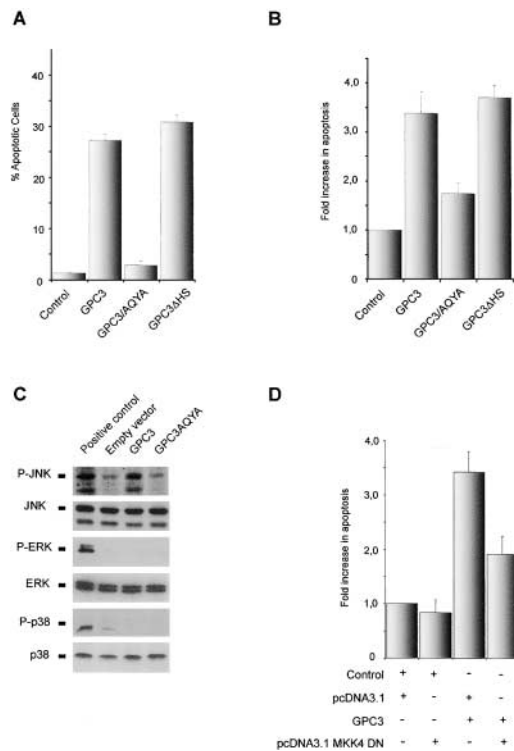 A
% Apoptotic Cells
40
30
20
10
0
Control
GPC3
GPC3/AQYA
GPC3ΔHS
B
Fold increase in apoptosis
4,0
3,0
2,0
1,0
0
Control
GPC3
GPC3/AQYA
GPC3ΔHS
C
Positive control
Empty vector
GPC3
GPC3AQYA
P-JNK
JNK
P-ERK
ERK
P-p38
p38
D
Fold increase in apoptosis
4,0
3,0
2,0
1,0
0
Control + + - -
pcDNA3.1 + - + -
GPC3 - - + +
pcDNA3.1 MKK4 DN - + - +